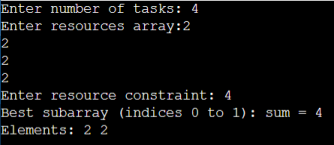 Enter number of tasks: 4
Enter resources array:2
2
2
2
Enter resource constraint: 4
Best subarray (indices 0 to 1): sum = 4
Elements: 2 2